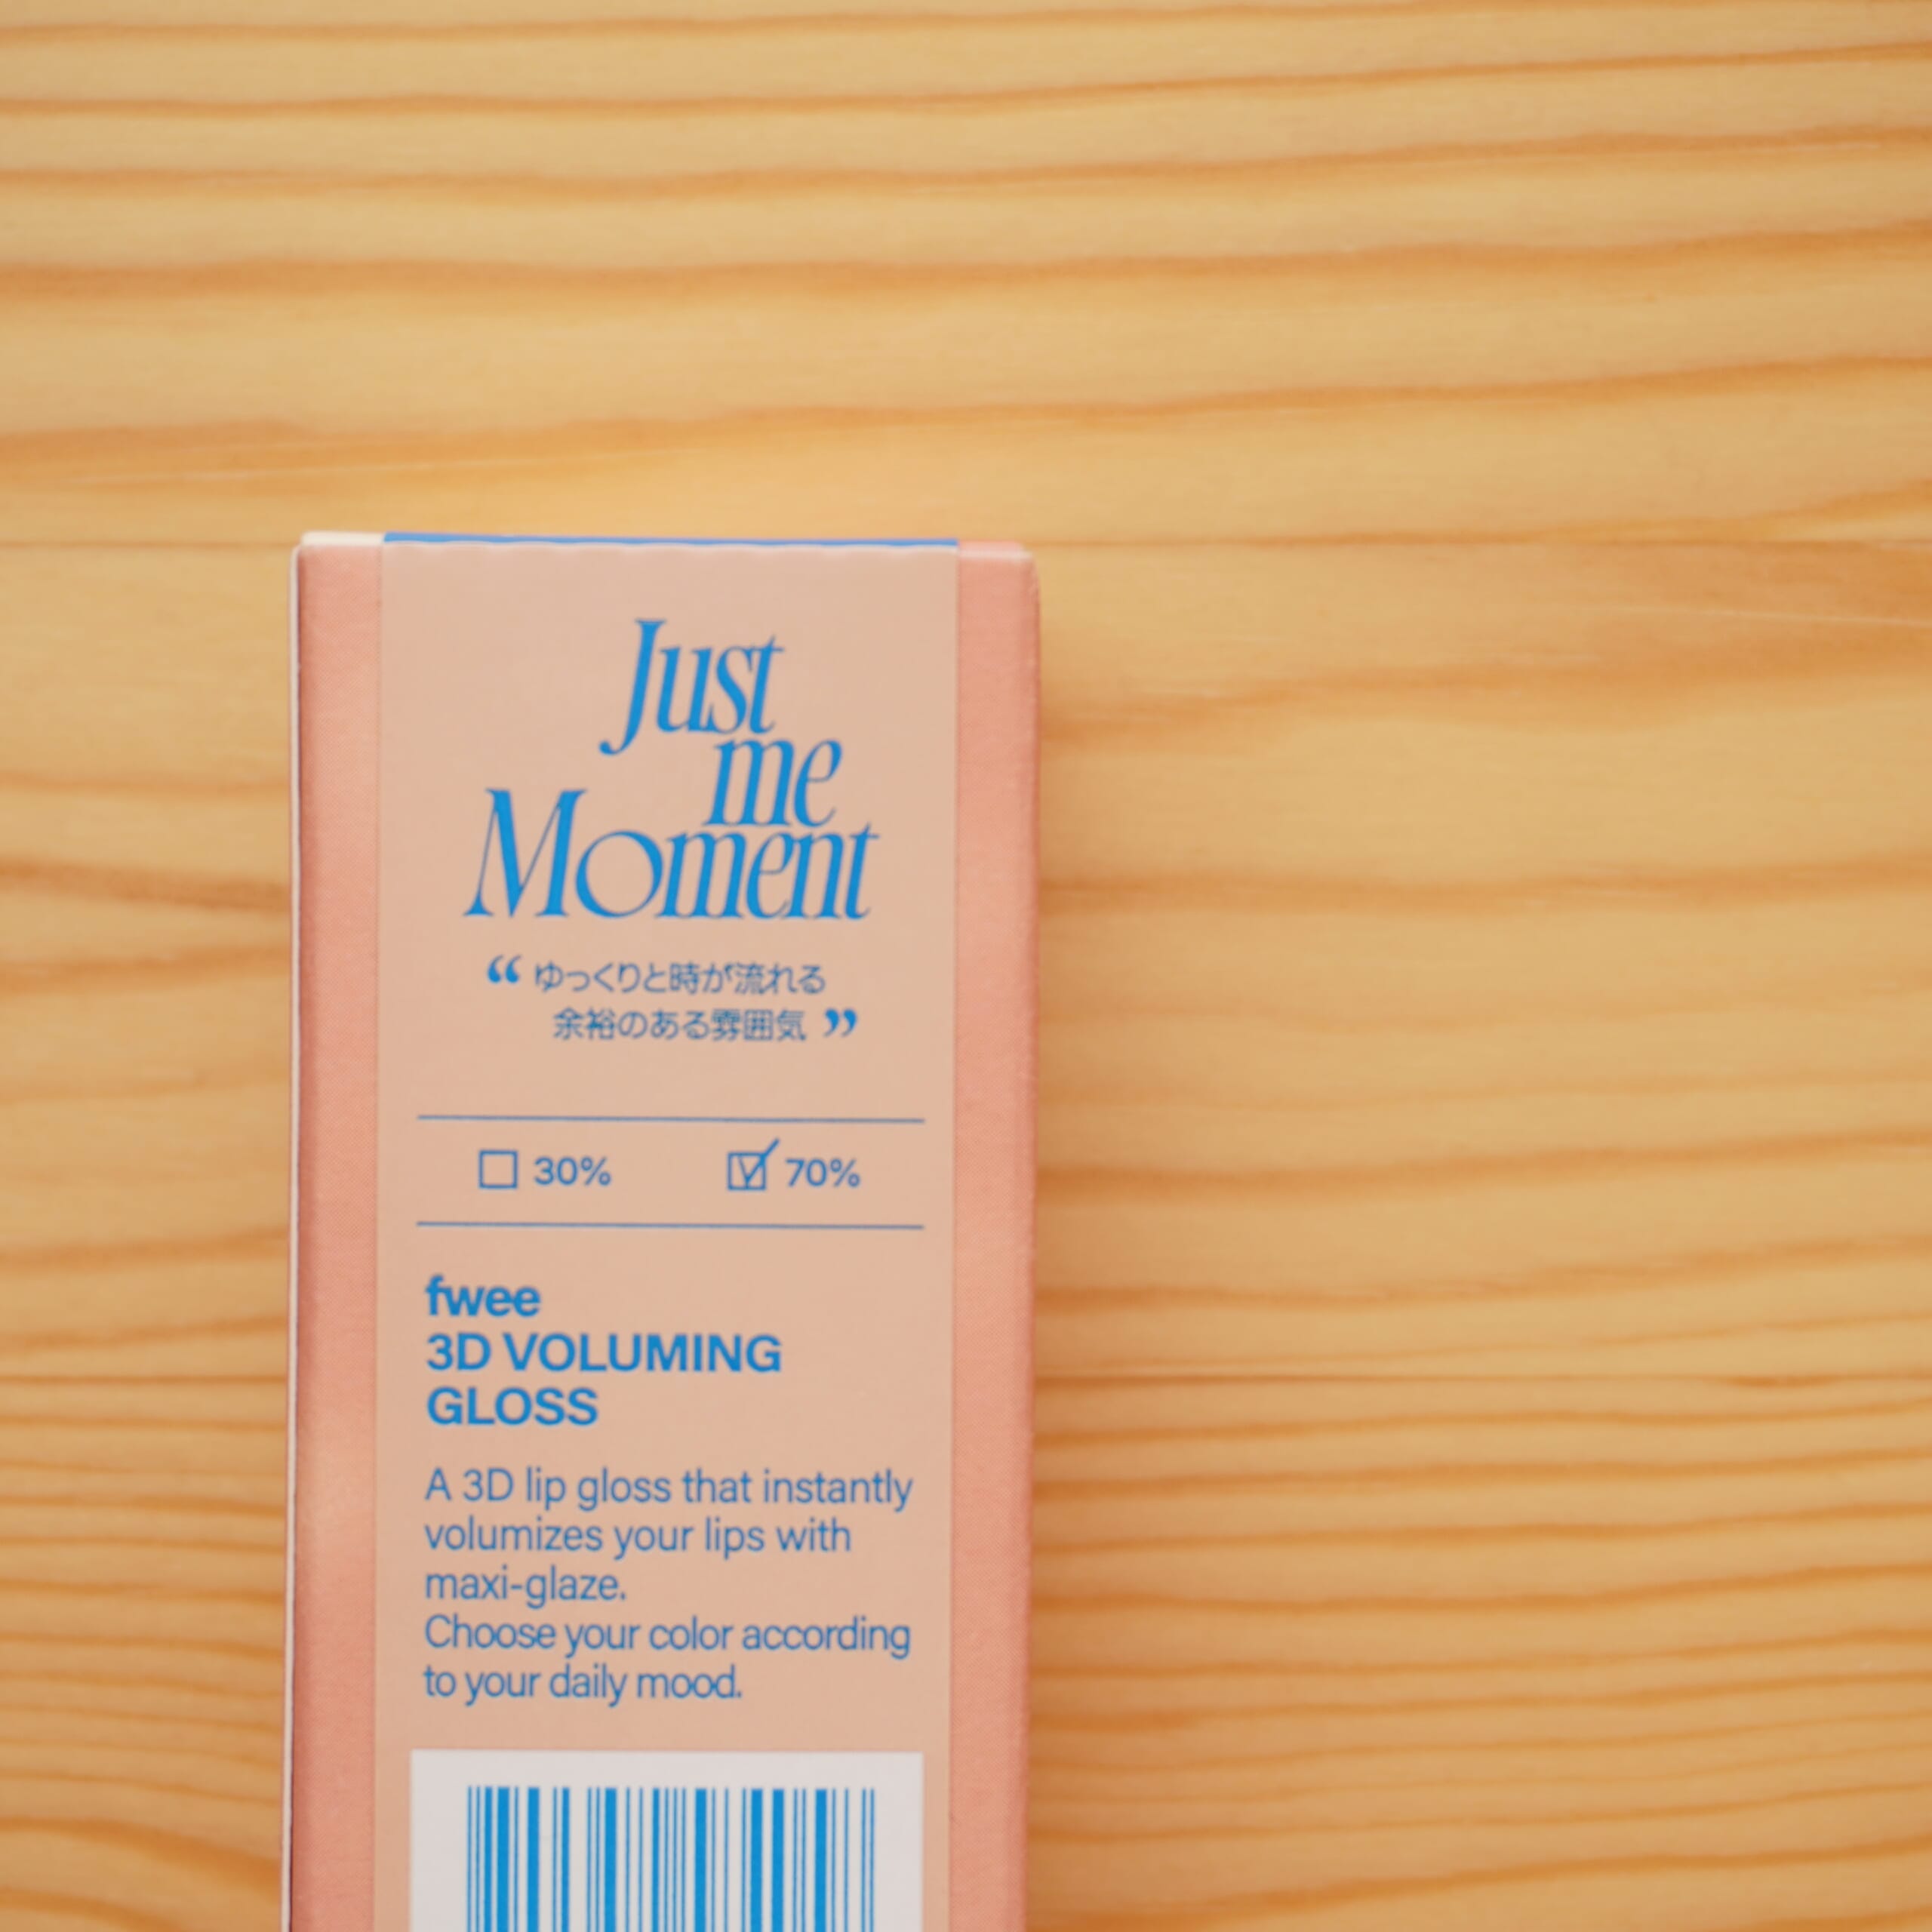 Just
me
Moment
“ ゆっくりと時が流れる
余裕のある雰囲気 ”
30% 70%
fwee
3D VOLUMING
GLOSS
A 3D lip gloss that instantly
volumizes your lips with
maxi-glaze.
Choose your color according
to your daily mood.